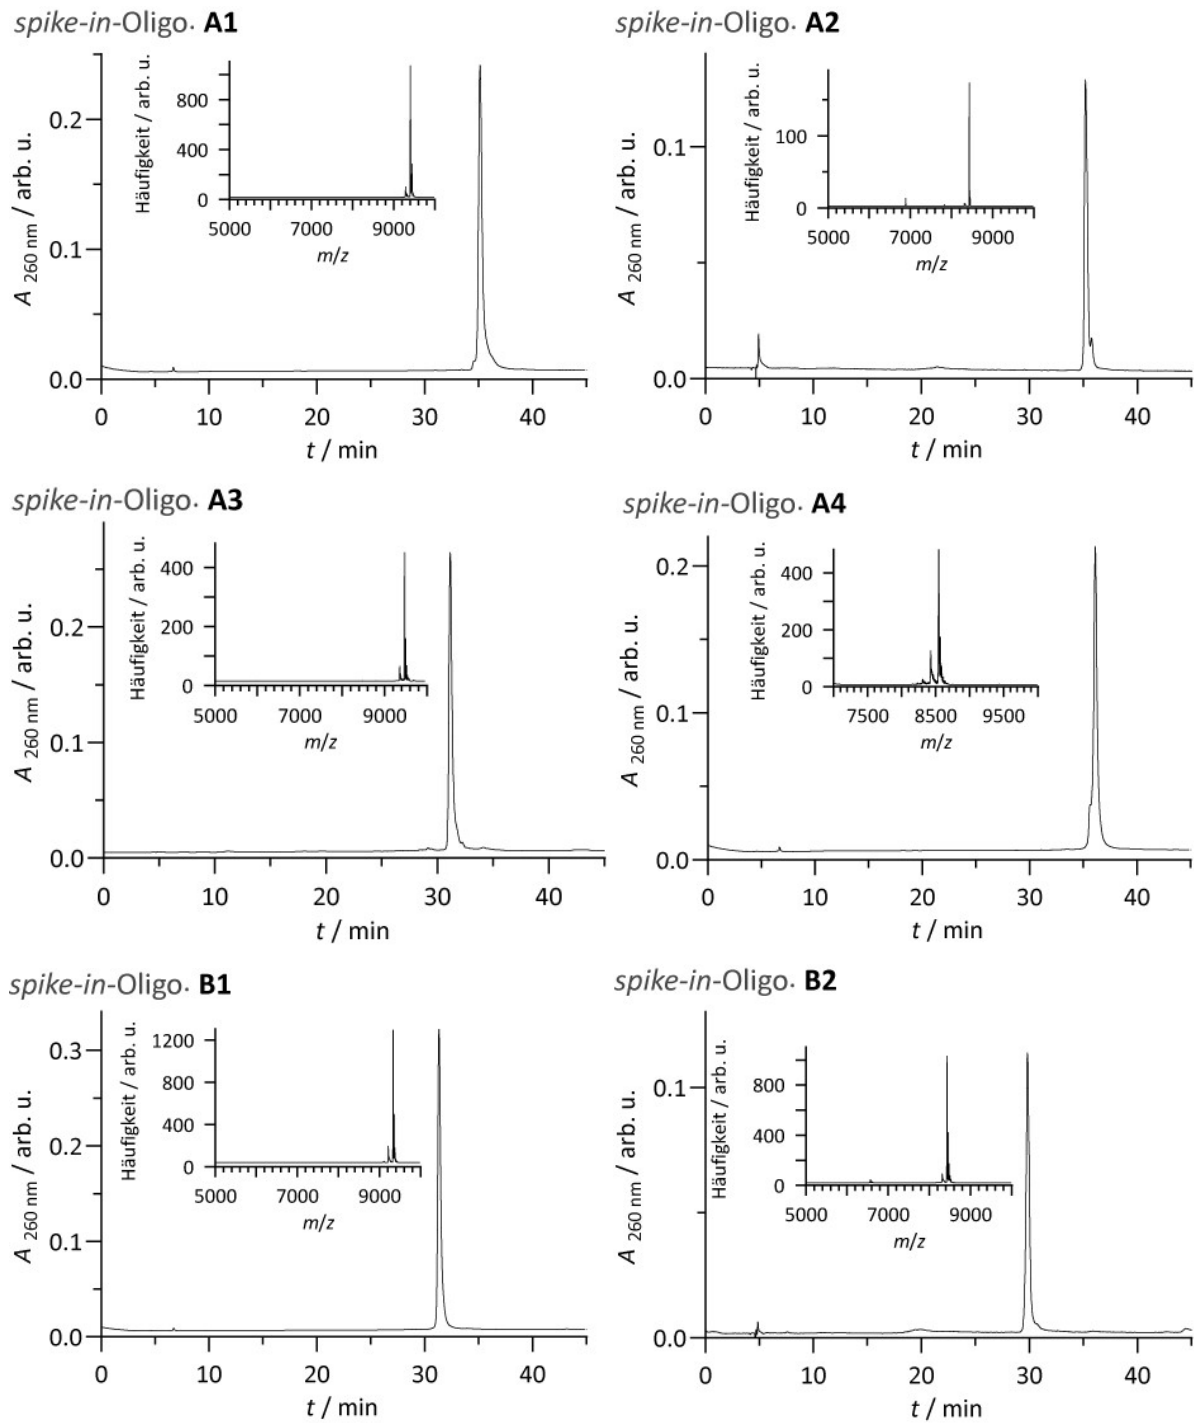 spike-in-Oligo. A1
Häufigkeit / arb. u.
800
400
0
5000 7000 9000
m/z
A 260 nm / arb. u.
0.2
0.1
0.0
0 10 20 30 40
t / min
spike-in-Oligo. A2
Häufigkeit / arb. u.
100
0
5000 7000 9000
m/z
A 260 nm / arb. u.
0.1
0.0
0 10 20 30 40
t / min
spike-in-Oligo. A3
Häufigkeit / arb. u.
400
200
0
5000 7000 9000
m/z
A 260 nm / arb. u.
0.2
0.1
0.0
0 10 20 30 40
t / min
spike-in-Oligo. A4
Häufigkeit / arb. u.
400
200
0
7500 8500 9500
m/z
A 260 nm / arb. u.
0.2
0.1
0.0
0 10 20 30 40
t / min
spike-in-Oligo. B1
Häufigkeit / arb. u.
1200
800
400
0
5000 7000 9000
m/z
A 260 nm / arb. u.
0.3
0.2
0.1
0.0
0 10 20 30 40
t / min
spike-in-Oligo. B2
Häufigkeit / arb. u.
800
400
0
5000 7000 9000
m/z
A 260 nm / arb. u.
0.1
0.0
0 10 20 30 40
t / min